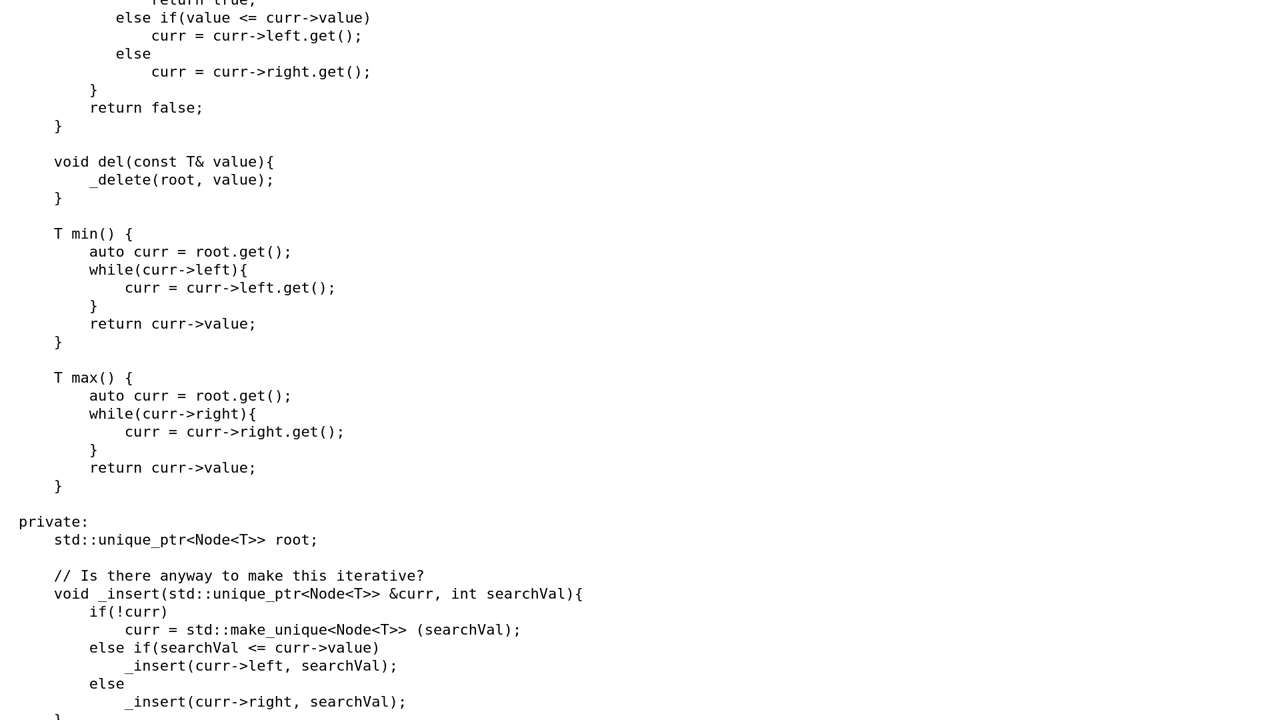 return true;
else if(value <= curr->value)
curr = curr->left.get();
else
curr = curr->right.get();
}
return false;
}
void del(const T& value){
_delete(root, value);
}
T min() {
auto curr = root.get();
while(curr->left){
curr = curr->left.get();
}
return curr->value;
}
T max() {
auto curr = root.get();
while(curr->right){
curr = curr->right.get();
}
return curr->value;
}
private:
std::unique_ptr<Node<T>> root;
// Is there anyway to make this iterative?
void _insert(std::unique_ptr<Node<T>> &curr, int searchVal){
if(!curr)
curr = std::make_unique<Node<T>> (searchVal);
else if(searchVal <= curr->value)
_insert(curr->left, searchVal);
else
_insert(curr->right, searchVal);
}